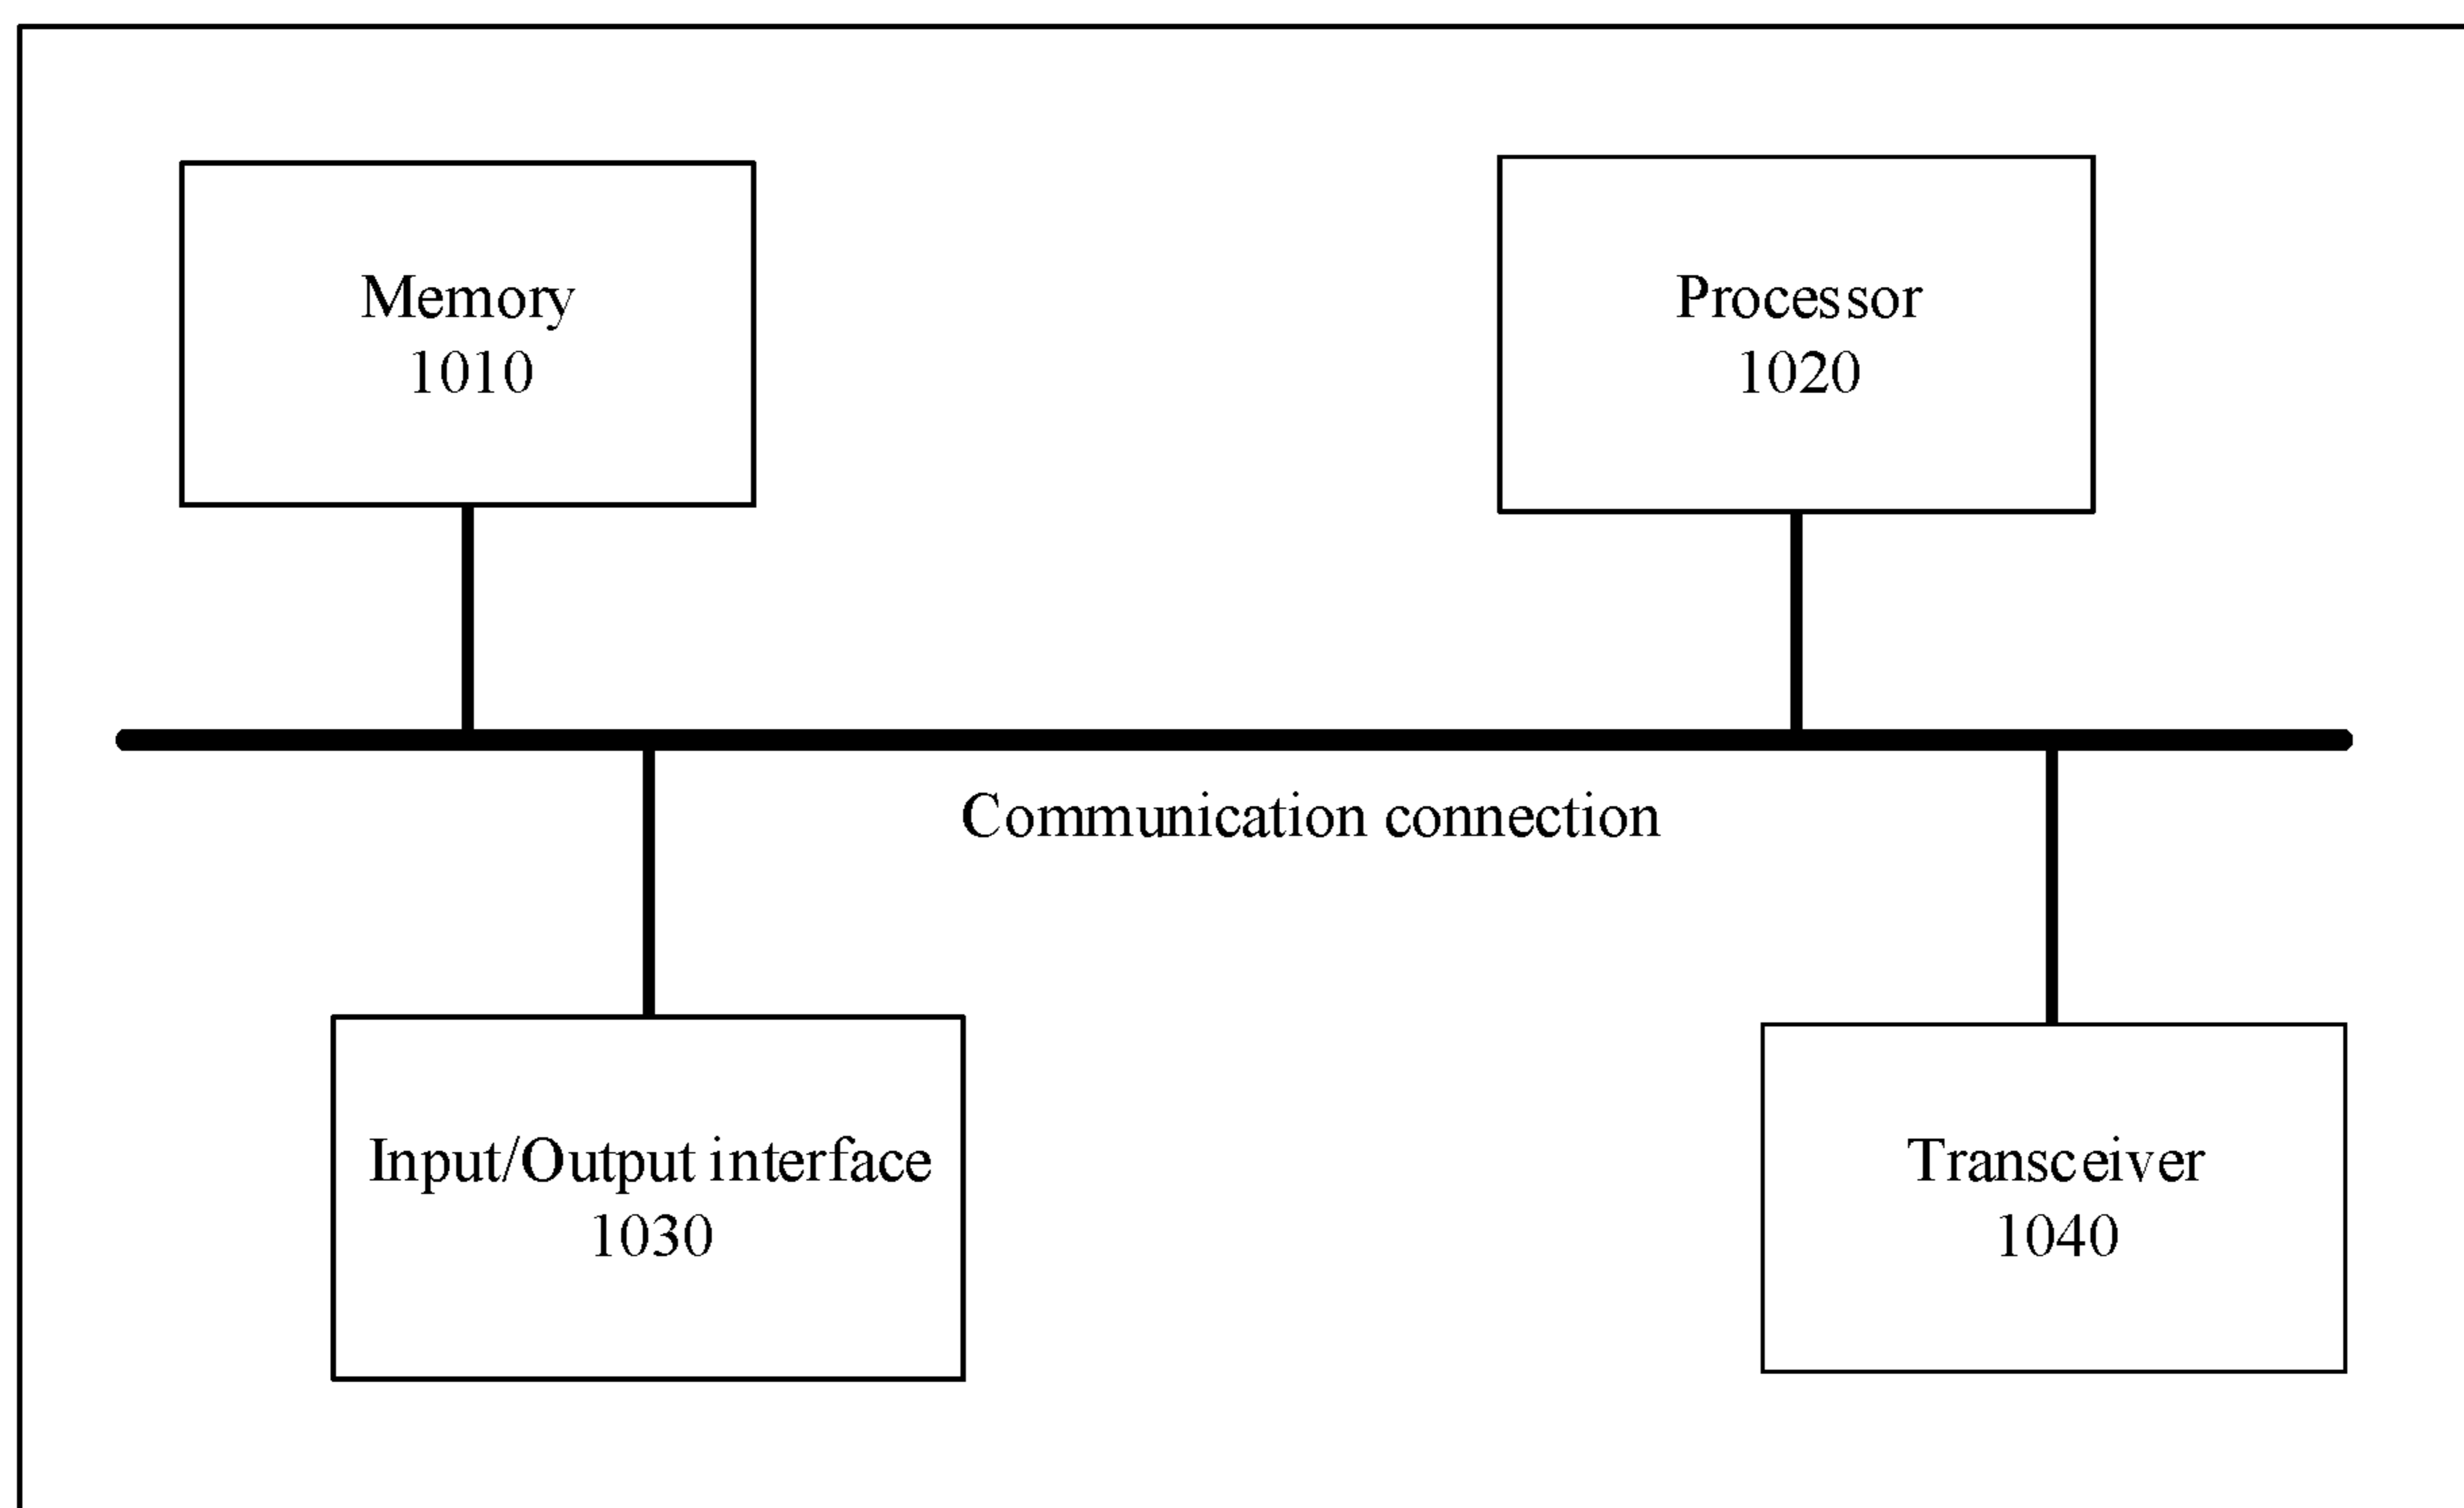 Memory
1010
Processor
1020
Communication connection
Input/Output interface
1030
Transceiver
1040